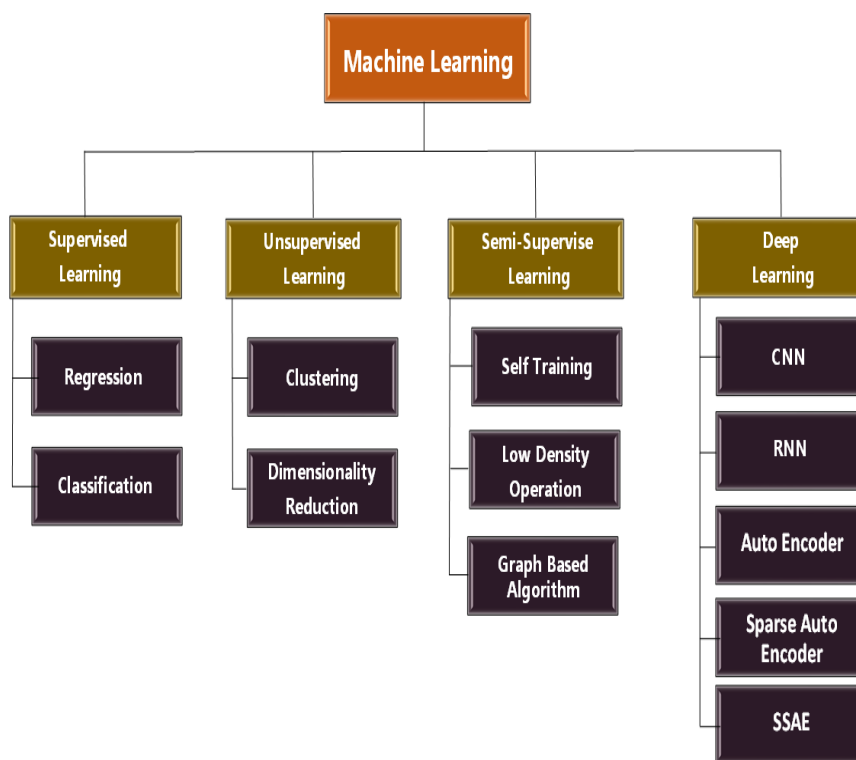 Machine Learning
Supervised
Learning
Regression
Classification
Unsupervised
Learning
Clustering
Dimensionality
Reduction
Semi-Supervise
Learning
Self Training
Low Density
Operation
Graph Based
Algorithm
Deep
Learning
CNN
RNN
Auto Encoder
Sparse Auto
Encoder
SSAE